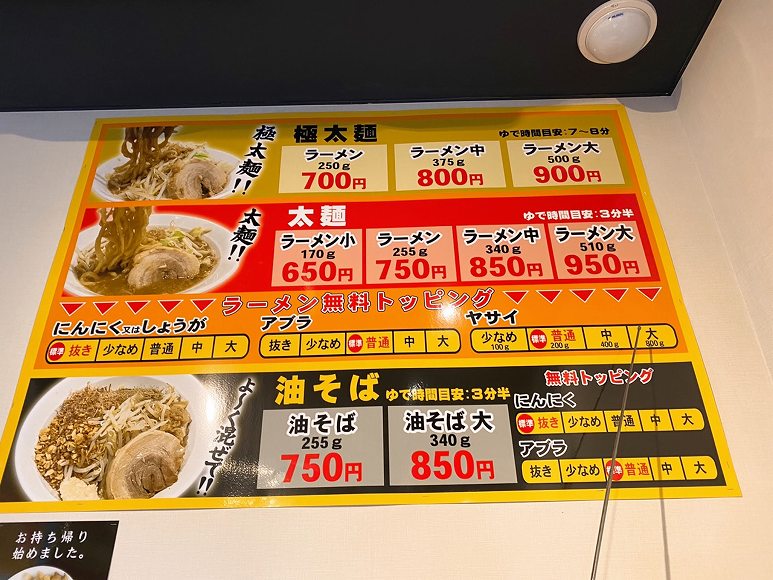 極太麺!!
極太麺
ゆで時間目安:7〜8分
ラーメン
250g
700円
ラーメン中
375g
800円
ラーメン大
500g
900円
太麺!!
太麺
ゆで時間目安:3分半
ラーメン小
170g
650円
ラーメン
255g
750円
ラーメン中
340g
850円
ラーメン大
510g
950円
ラーメン無料トッピング
にんにく又はしょうが
標準 抜き 少なめ 普通 中 大
アブラ
抜き 少なめ 標準 普通 中 大
ヤサイ
少なめ 100g 標準 普通 200g 中 400g 大 800g
よ〜く混ぜて!!
油そば ゆで時間目安:3分半
油そば
255g
750円
油そば 大
340g
850円
無料トッピング
にんにく
標準 抜き 少なめ 普通 中 大
アブラ
抜き 少なめ 標準 普通 中 大
お持ち帰り
始めました。